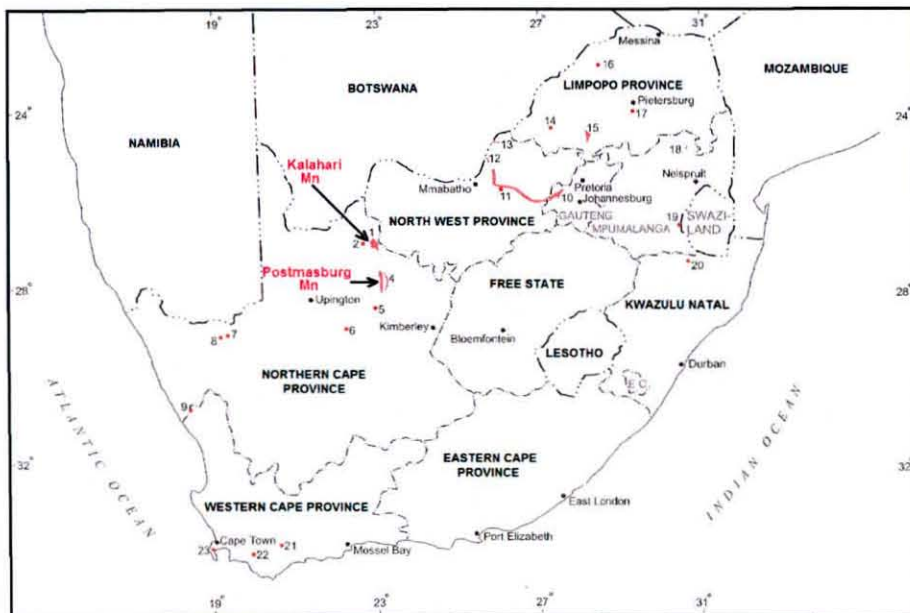 19°
23°
27°
31°
Messina
16
LIMPOPO PROVINCE
MOZAMBIQUE
BOTSWANA
Pietersburg
17
24°
24°
NAMIBIA
14
15
13
18
12
Kalahari
Mn
Mmabatho
11
10
Pretoria
Johannesburg
Nelspruit
NORTH WEST PROVINCE
GAUTENG
MPUMALANGA
19
SWAZI-
LAND
1
2
20
Postmasburg
Mn
4
28°
28°
Upington
5
FREE STATE
KWAZULU NATAL
6
Kimberley
Bloemfontein
8
7
LESOTHO
Durban
NORTHERN CAPE
PROVINCE
E C
9
ATLANTIC OCEAN
INDIAN OCEAN
32°
32°
EASTERN CAPE
PROVINCE
WESTERN CAPE PROVINCE
East London
Cape Town
23
22
21
Mossel Bay
Port Elizabeth
19°
23°
27°
31°